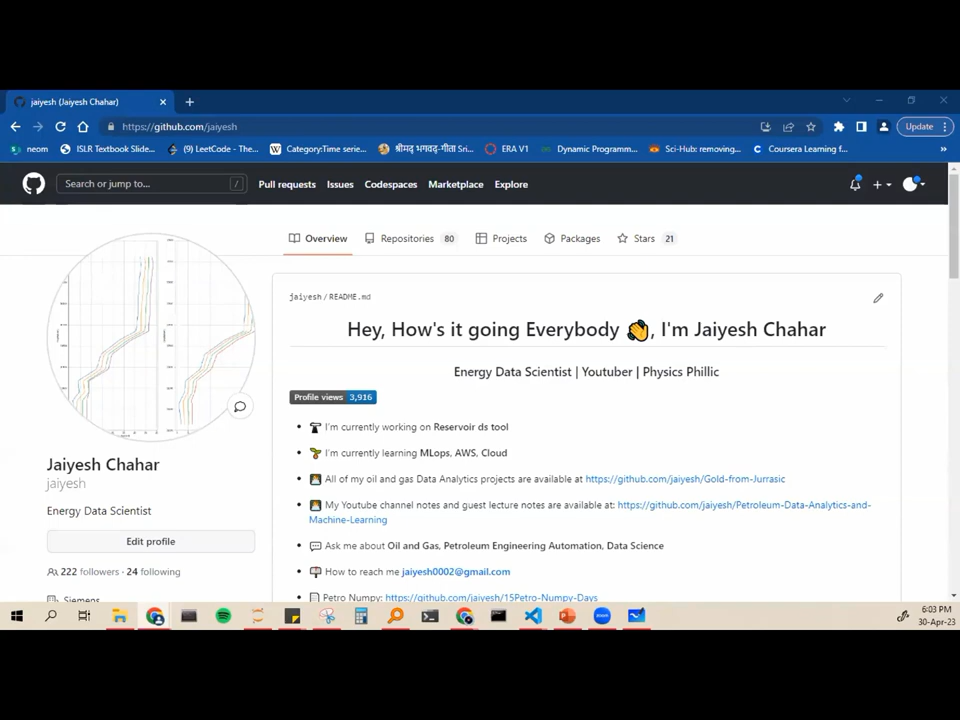 jaiyesh (Jaiyesh Chahar)
https://github.com/jaiyesh
Update
neom
ISLR Textbook Slide...
(9) LeetCode - The...
Category:Time serie...
श्रीमद्‍ भगवद्‍-गीता Sri...
ERA V1
Dynamic Programm...
Sci-Hub: removing...
Coursera Learning f...
Search or jump to...
/
Pull requests
Issues
Codespaces
Marketplace
Explore
Overview
Repositories 80
Projects
Packages
Stars 21
jaiyesh / README.md
Hey, How's it going Everybody 👋, I'm Jaiyesh Chahar
Energy Data Scientist | Youtuber | Physics Phillic
Profile views 3,916
I'm currently working on Reservoir ds tool
I'm currently learning MLops, AWS, Cloud
All of my oil and gas Data Analytics projects are available at https://github.com/jaiyesh/Gold-from-Jurrasic
My Youtube channel notes and guest lecture notes are available at: https://github.com/jaiyesh/Petroleum-Data-Analytics-and-
Machine-Learning
Ask me about Oil and Gas, Petroleum Engineering Automation, Data Science
How to reach me jaiyesh0002@gmail.com
Petro Numpy: https://github.com/jaiyesh/15Petro-Numpy-Days
Jaiyesh Chahar
jaiyesh
Energy Data Scientist
Edit profile
222 followers · 24 following
Siemens
6:03 PM
30-Apr-23